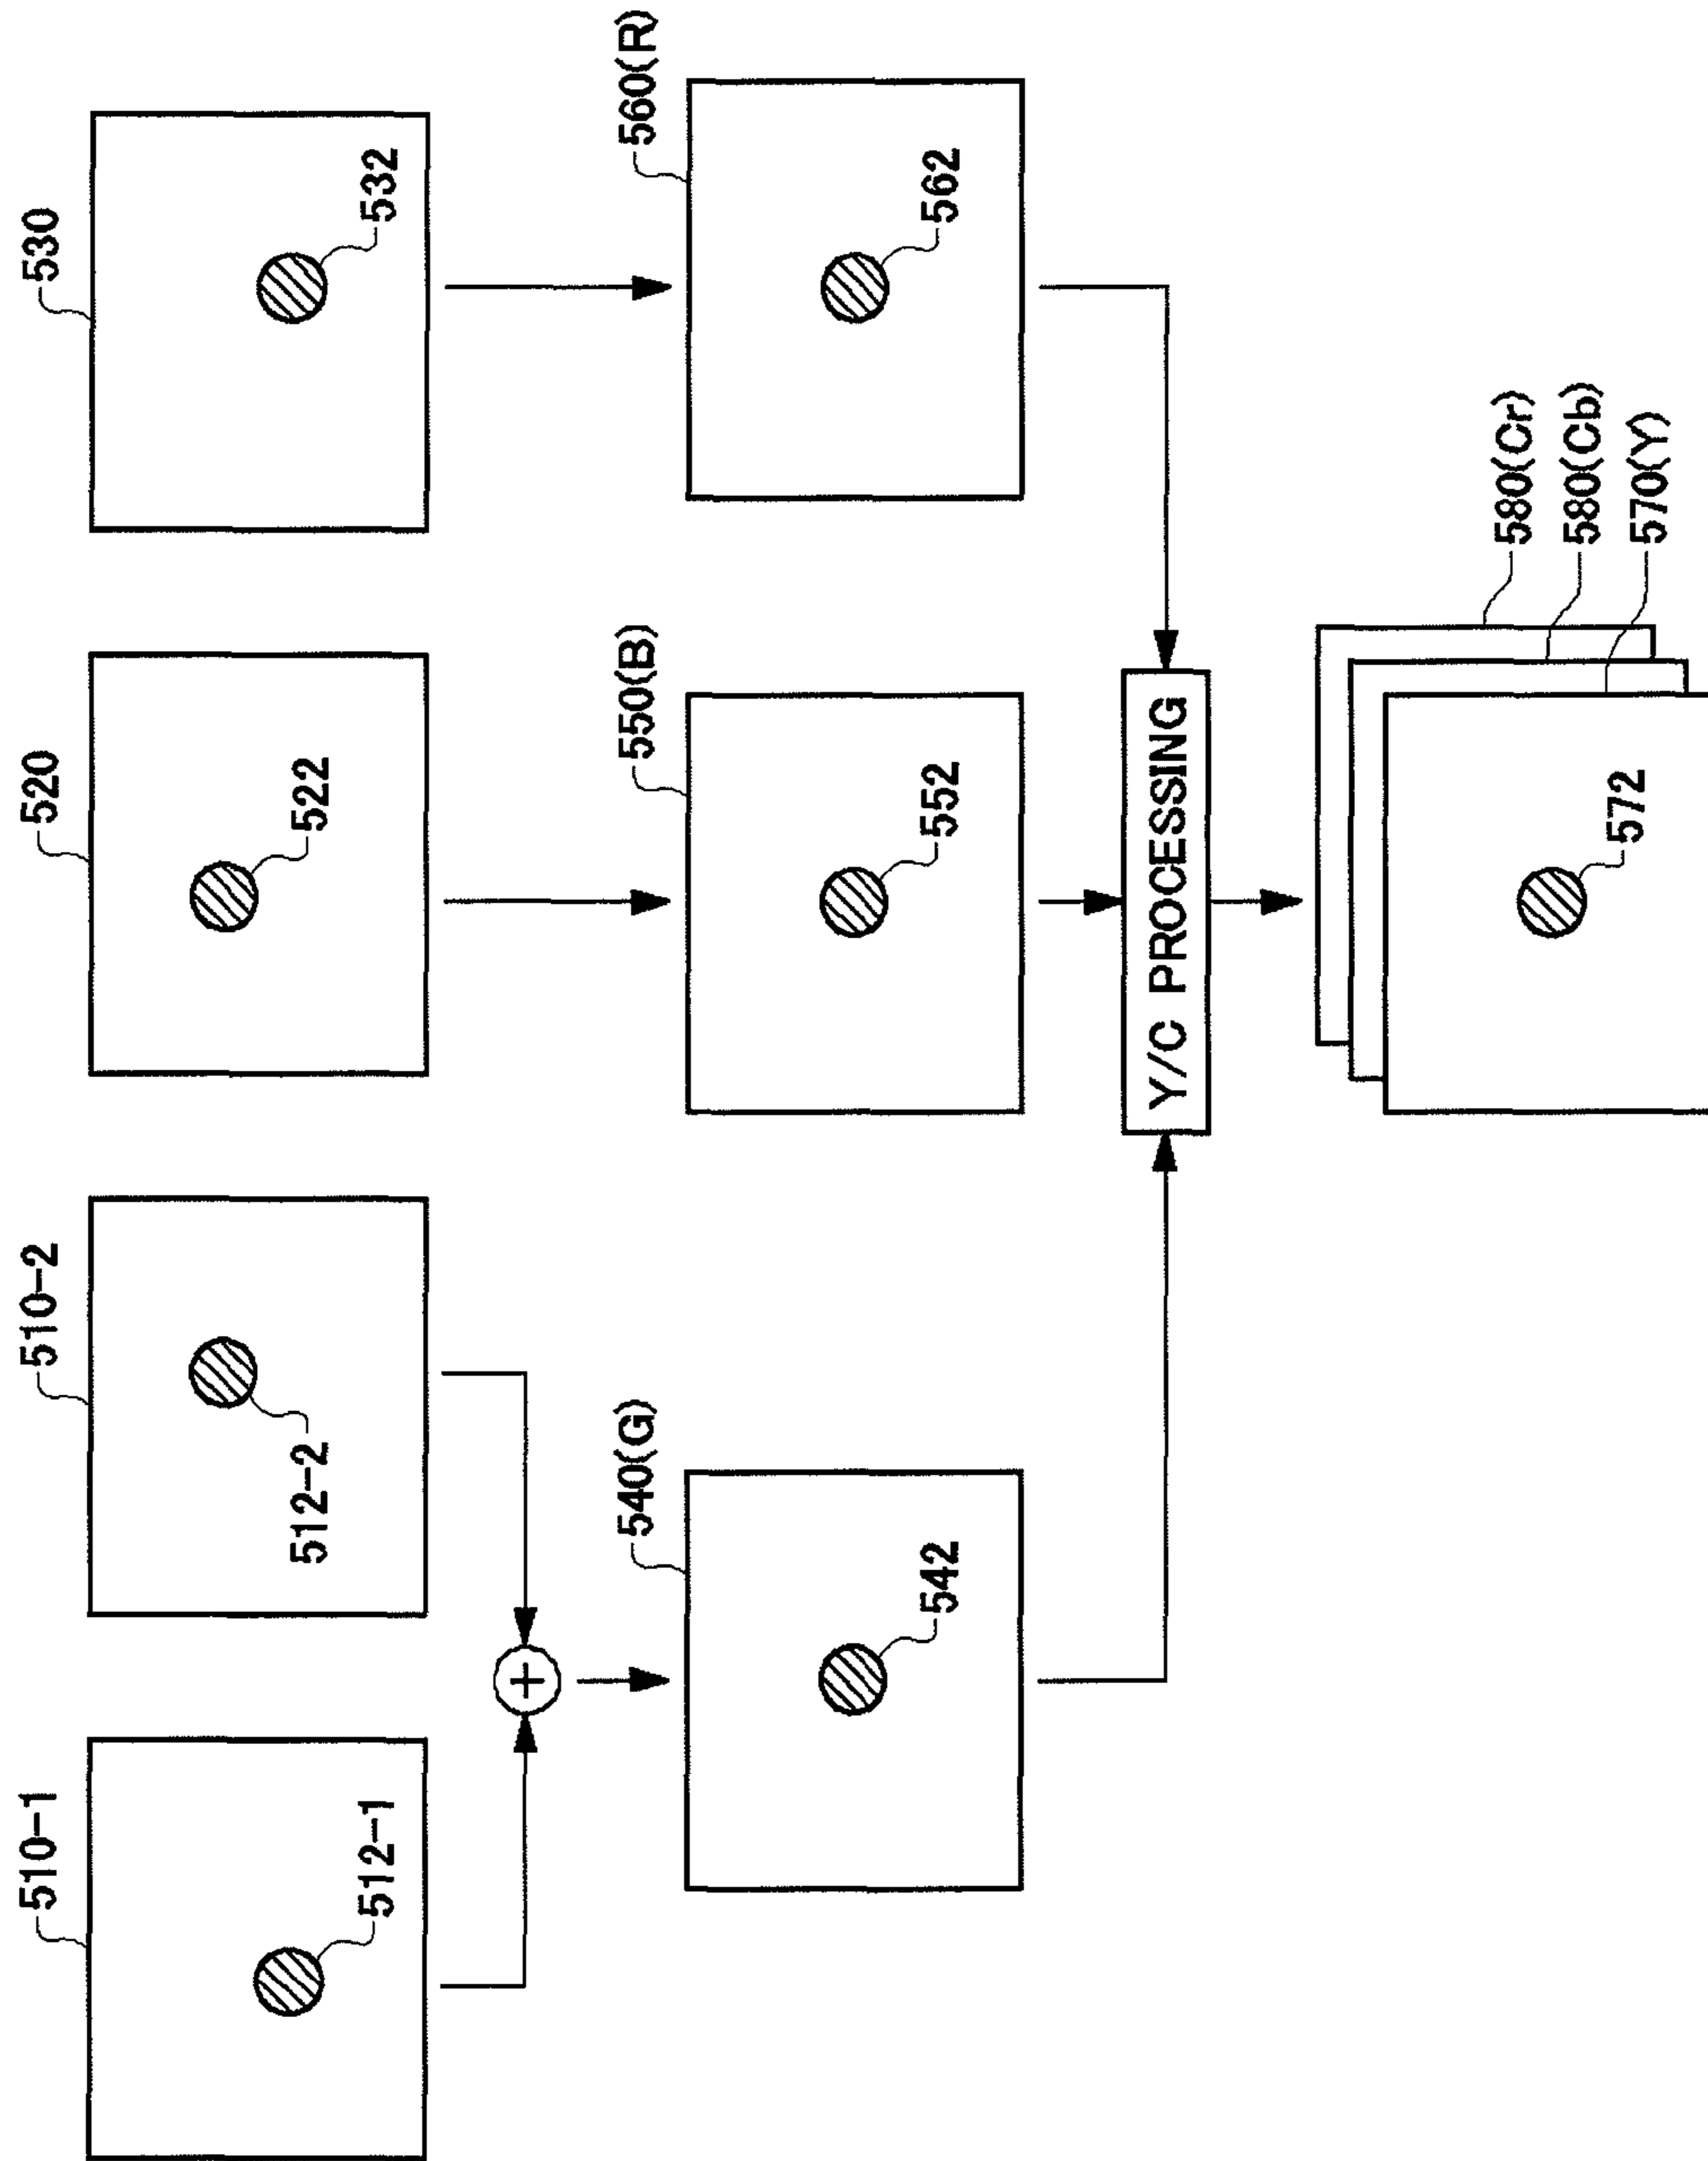 510-1
510-2
520
530
512-1
512-2
522
532
540(G)
550(B)
560(R)
542
552
562
+
Y/C PROCESSING
580(Cr)
580(Cb)
570(Y)
572